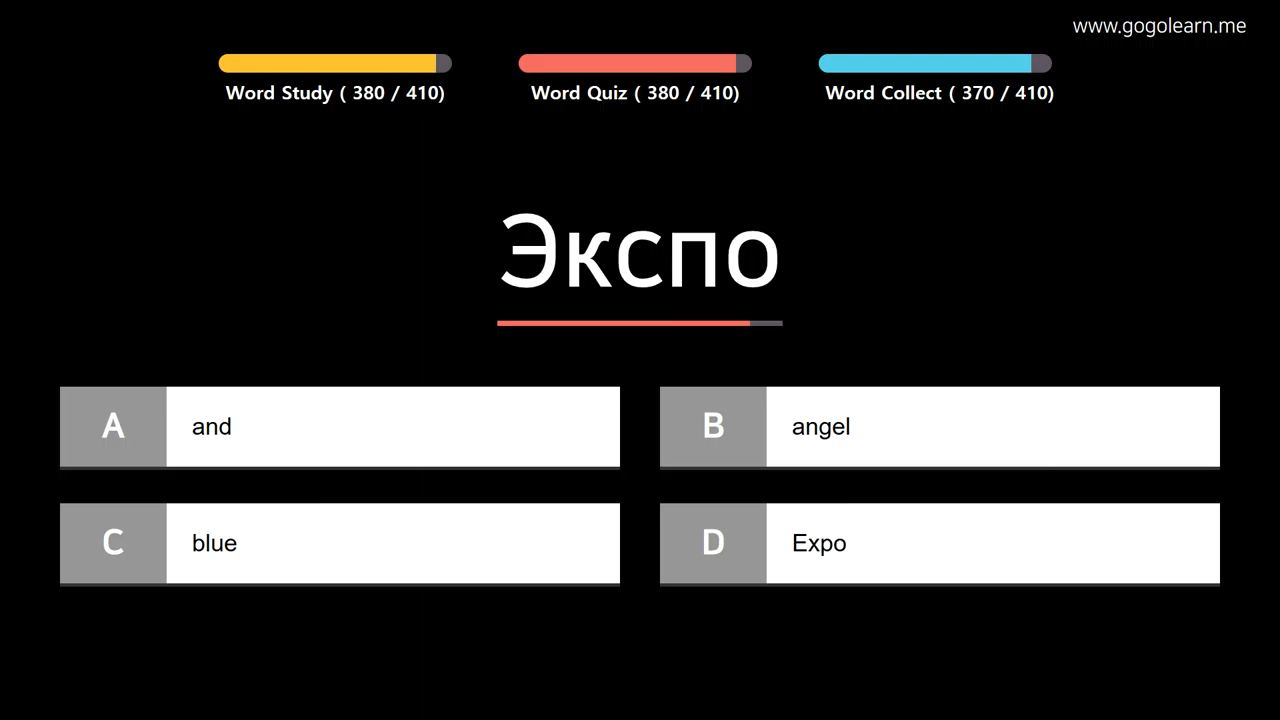 www.gogolearn.me
Word Study ( 380 / 410)
Word Quiz ( 380 / 410)
Word Collect ( 370 / 410)
Экспо
A and
B angel
C blue
D Expo